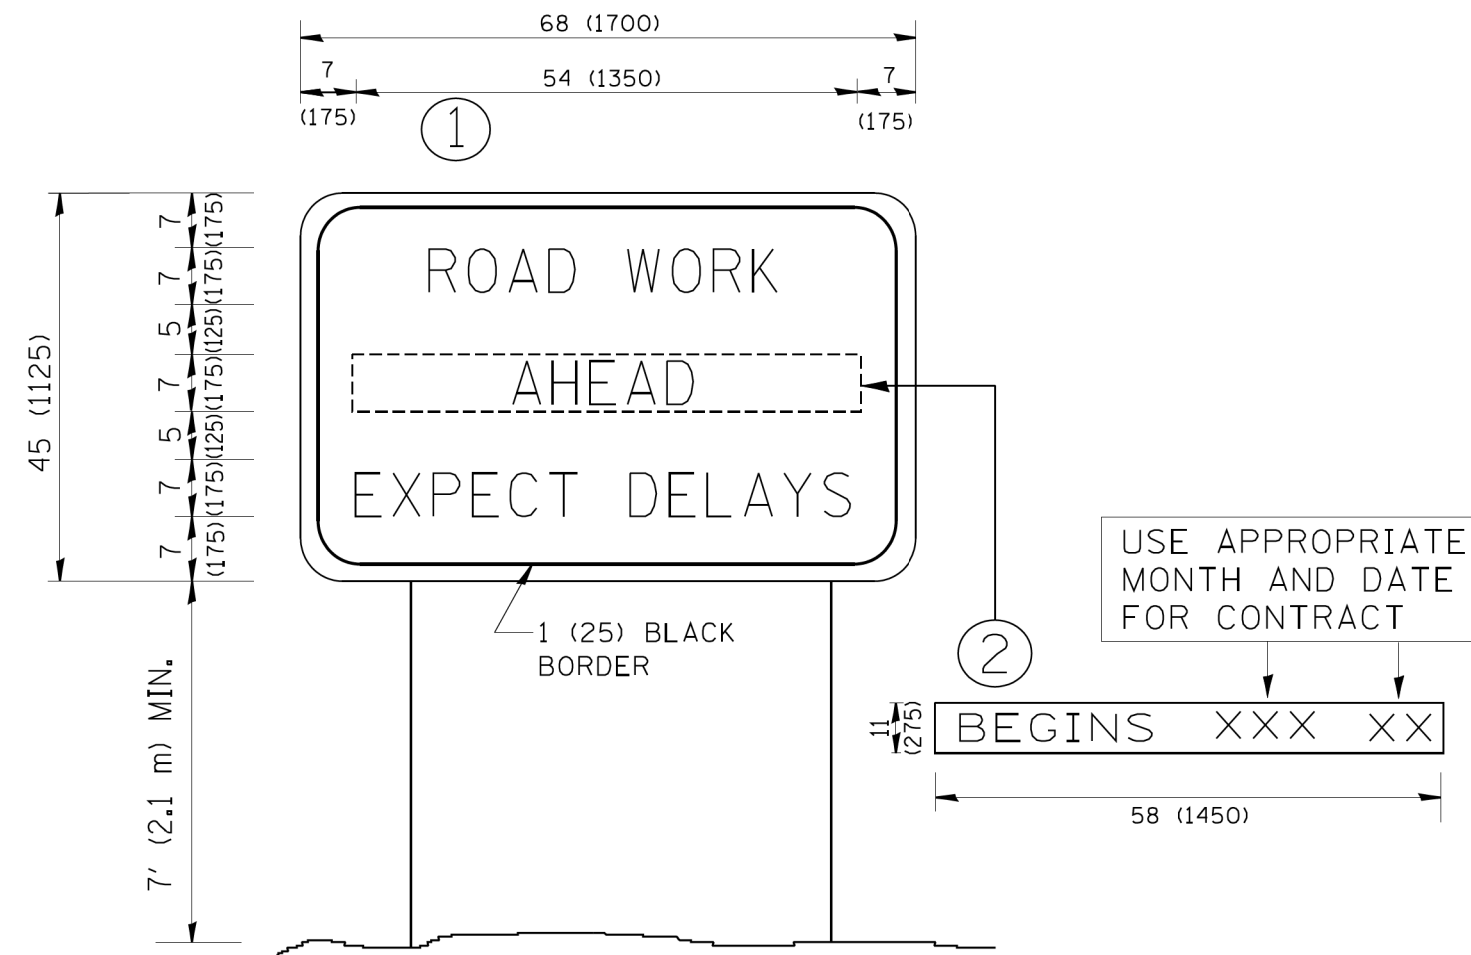 68 (1700)
7
54 (1350)
7
(175)
(175)
1
7
(175)
7
(175)
5
(125)
7
(175)
5
(125)
7
(175)
7
(175)
45 (1125)
ROAD WORK
AHEAD
EXPECT DELAYS
1 (25) BLACK
BORDER
7' (2.1 m) MIN.
2
USE APPROPRIATE
MONTH AND DATE
FOR CONTRACT
11
(275)
BEGINS XXX XX
58 (1450)